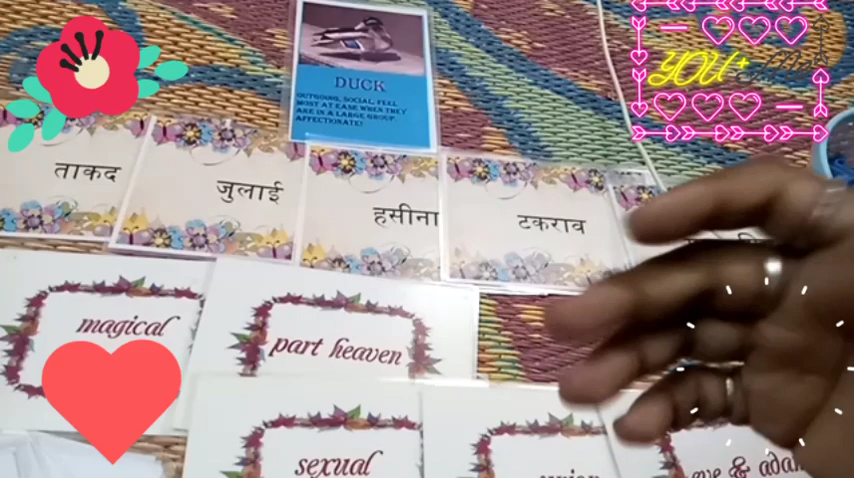 DUCK
OUTGOING, SOCIAL, FEEL
MOST AT EASE WHEN THEY
ARE IN A LARGE GROUP.
AFFECTIONATE!
YOU +
ताकद
जुलाई
हसीना
टकराव
magical
part heaven
sexual
& adam